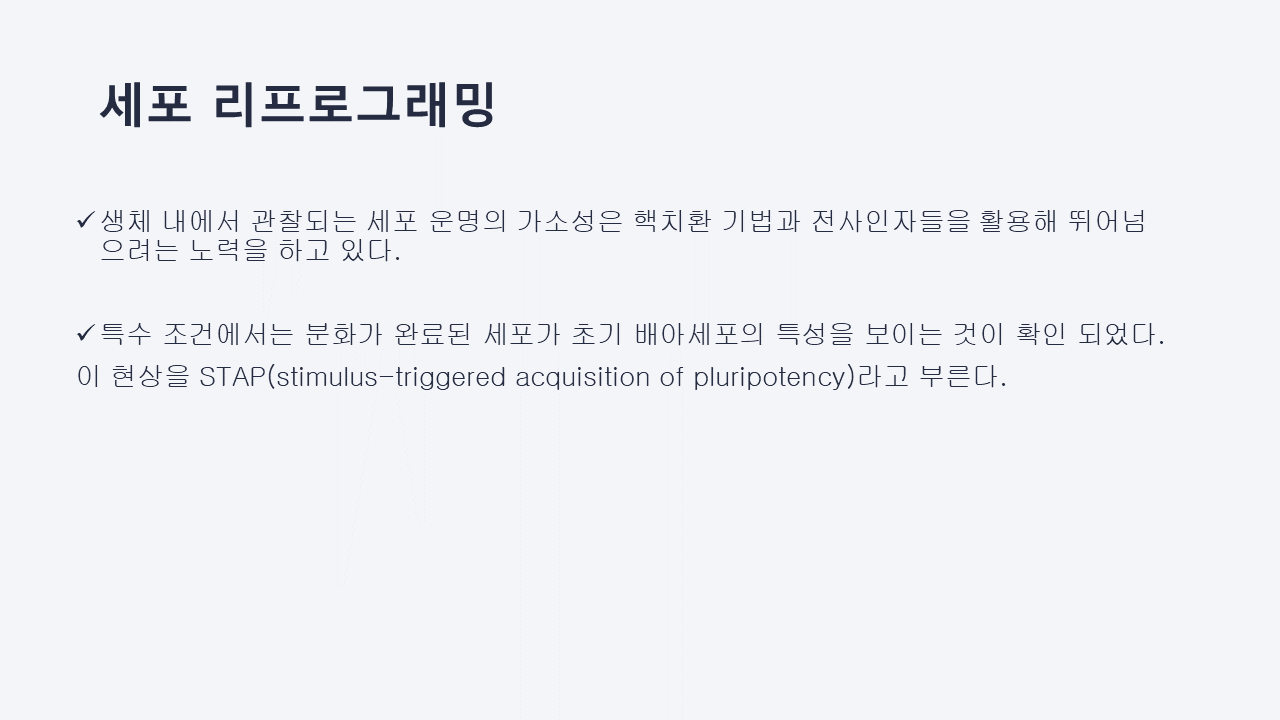 세포 리프로그래밍
✓생체 내에서 관찰되는 세포 운명의 가소성은 핵치환 기법과 전사인자들을 활용해 뛰어넘
으려는 노력을 하고 있다.
✓특수 조건에서는 분화가 완료된 세포가 초기 배아세포의 특성을 보이는 것이 확인 되었다.
이 현상을 STAP(stimulus-triggered acquisition of pluripotency)라고 부른다.